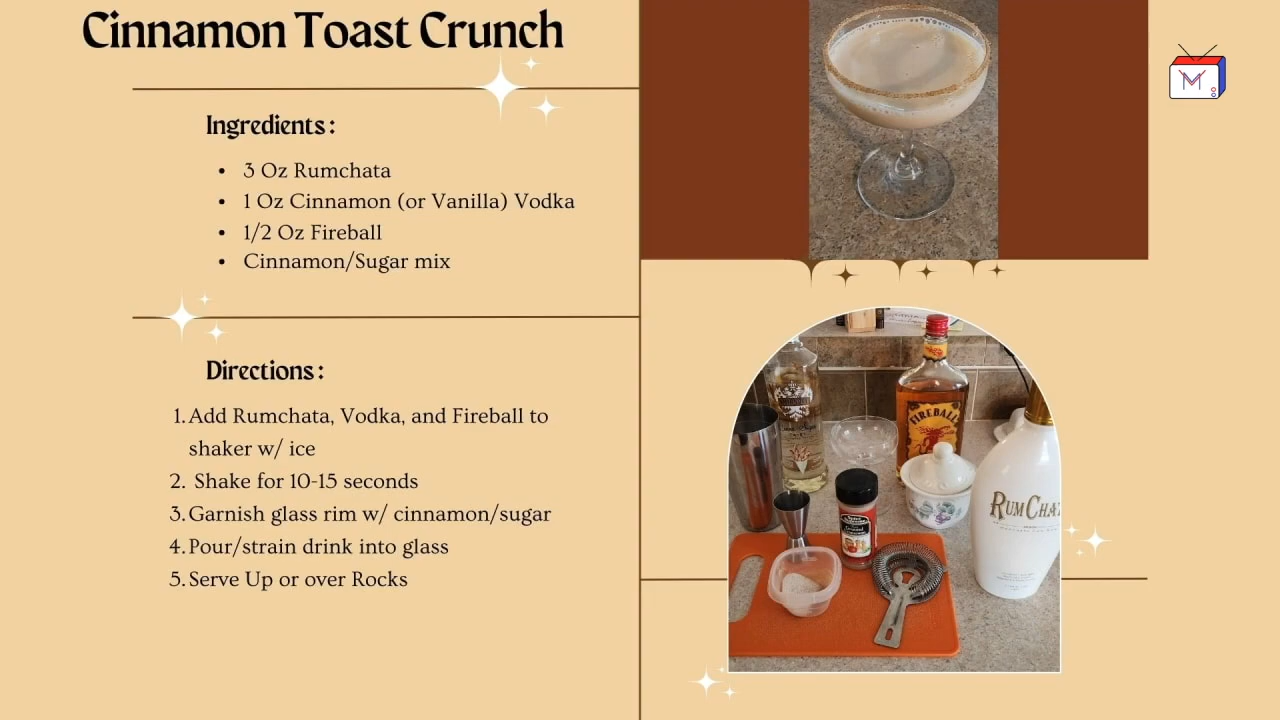 Cinnamon Toast Crunch
Ingredients:
• 3 Oz Rumchata
• 1 Oz Cinnamon (or Vanilla) Vodka
• 1/2 Oz Fireball
• Cinnamon/Sugar mix
Directions:
1. Add Rumchata, Vodka, and Fireball to
shaker w/ ice
2. Shake for 10-15 seconds
3. Garnish glass rim w/ cinnamon/sugar
4. Pour/strain drink into glass
5. Serve Up or over Rocks
M
FIREBALL
RUMCHA